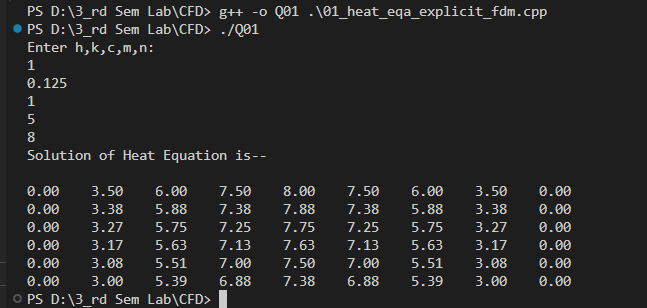 PS D:\3_rd Sem Lab\CFD> g++ -o Q01 .\01_heat_eqa_explicit_fdm.cpp
PS D:\3_rd Sem Lab\CFD> ./Q01
Enter h,k,c,m,n:
1
0.125
1
5
8
Solution of Heat Equation is--
0.00 3.50 6.00 7.50 8.00 7.50 6.00 3.50 0.00
0.00 3.38 5.88 7.38 7.88 7.38 5.88 3.38 0.00
0.00 3.27 5.75 7.25 7.75 7.25 5.75 3.27 0.00
0.00 3.17 5.63 7.13 7.63 7.13 5.63 3.17 0.00
0.00 3.08 5.51 7.00 7.50 7.00 5.51 3.08 0.00
0.00 3.00 5.39 6.88 7.38 6.88 5.39 3.00 0.00
PS D:\3_rd Sem Lab\CFD>